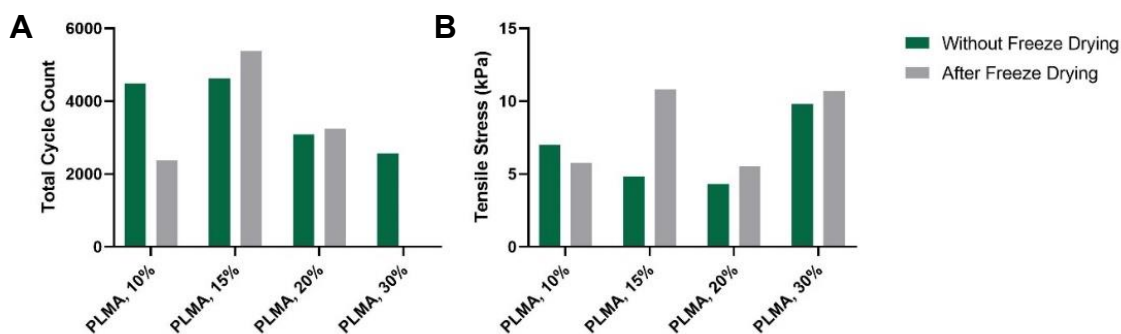 A
Total Cycle Count
6000
4000
2000
0
PLMA, 10%
PLMA, 15%
PLMA, 20%
PLMA, 30%
B
Tensile Stress (kPa)
15
10
5
0
PLMA, 10%
PLMA, 15%
PLMA, 20%
PLMA, 30%
Without Freeze Drying
After Freeze Drying